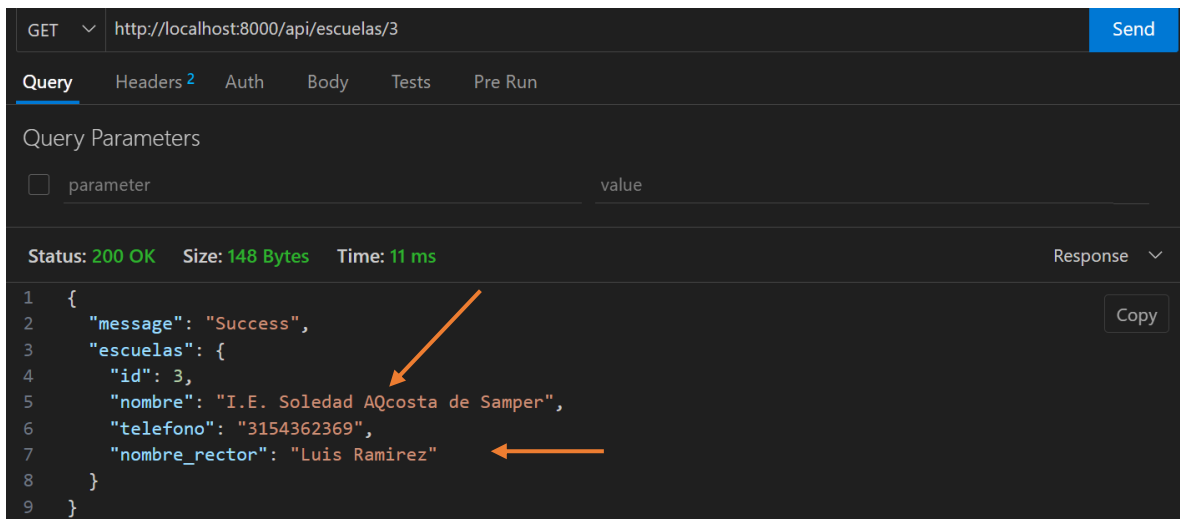 GET http://localhost:8000/api/escuelas/3 Send
Query Headers 2 Auth Body Tests Pre Run
Query Parameters
parameter value
Status: 200 OK Size: 148 Bytes Time: 11 ms Response
1 {
Copy
2 "message": "Success",
3 "escuelas": {
4 "id": 3,
5 "nombre": "I.E. Soledad AQcosta de Samper",
6 "telefono": "3154362369",
7 "nombre_rector": "Luis Ramirez"
8 }
9 }